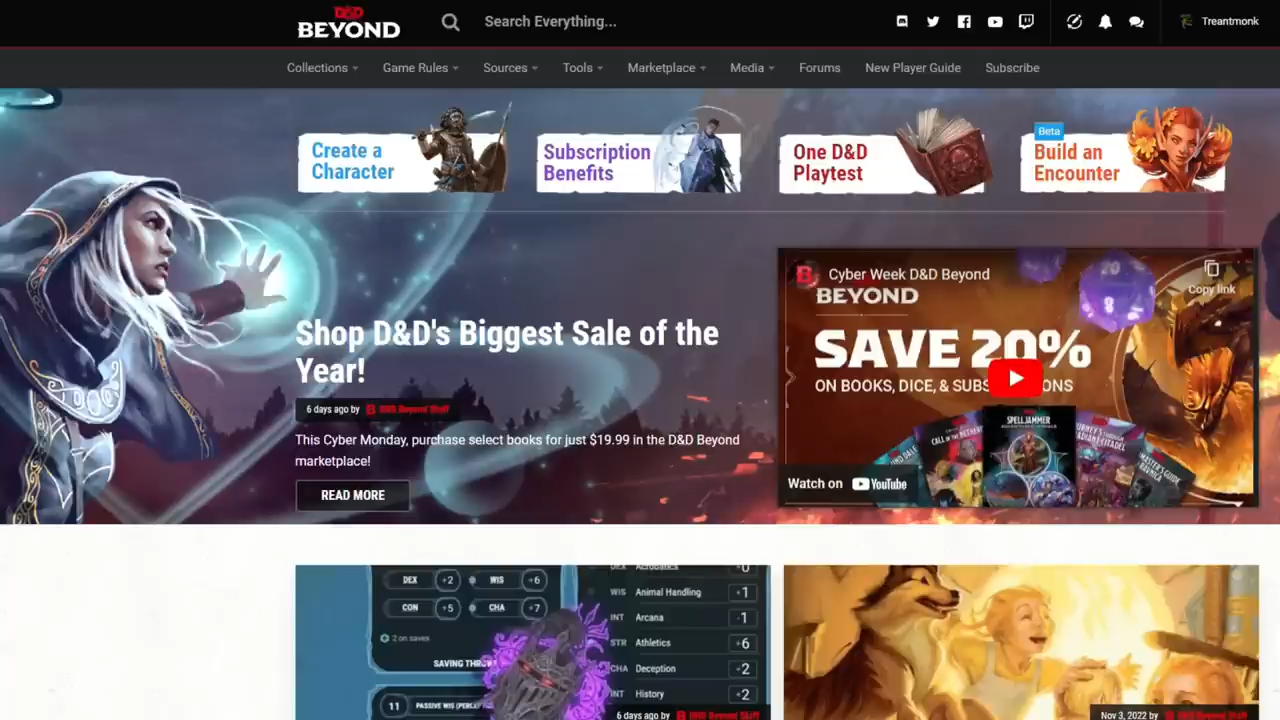 D&D
BEYOND
Search Everything...
Treantmonk
Collections
Game Rules
Sources
Tools
Marketplace
Media
Forums
New Player Guide
Subscribe
Create a
Character
Subscription
Benefits
One D&D
Playtest
Beta
Build an
Encounter
Shop D&D's Biggest Sale of the
Year!
6 days ago by
This Cyber Monday, purchase select books for just $19.99 in the D&D Beyond
marketplace!
READ MORE
Cyber Week D&D Beyond
Copy link
BEYOND
SAVE 20%
ON BOOKS, DICE, &
SPELLJAMMER
Watch on
YouTube
DEX +2 WIS +6
CON +5 CHA +7
2 on saves
11
Acrobatics
WIS Animal Handling +1
INT Arcana -1
STR Athletics +6
CHA Deception +2
INT History +2
6 days ago by
Nov 3, 2022 by